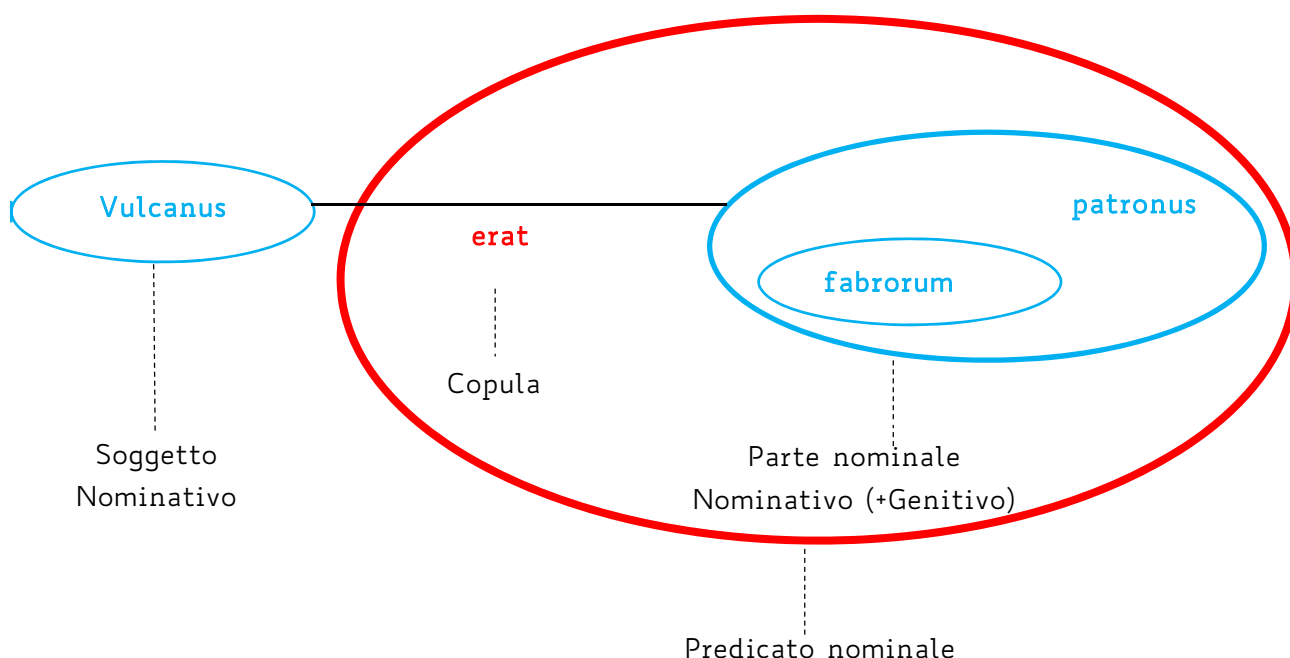 Vulcanus
patronus
erat
fabrorum
Copula
Soggetto
Nominativo
Parte nominale
Nominativo (+Genitivo)
Predicato nominale